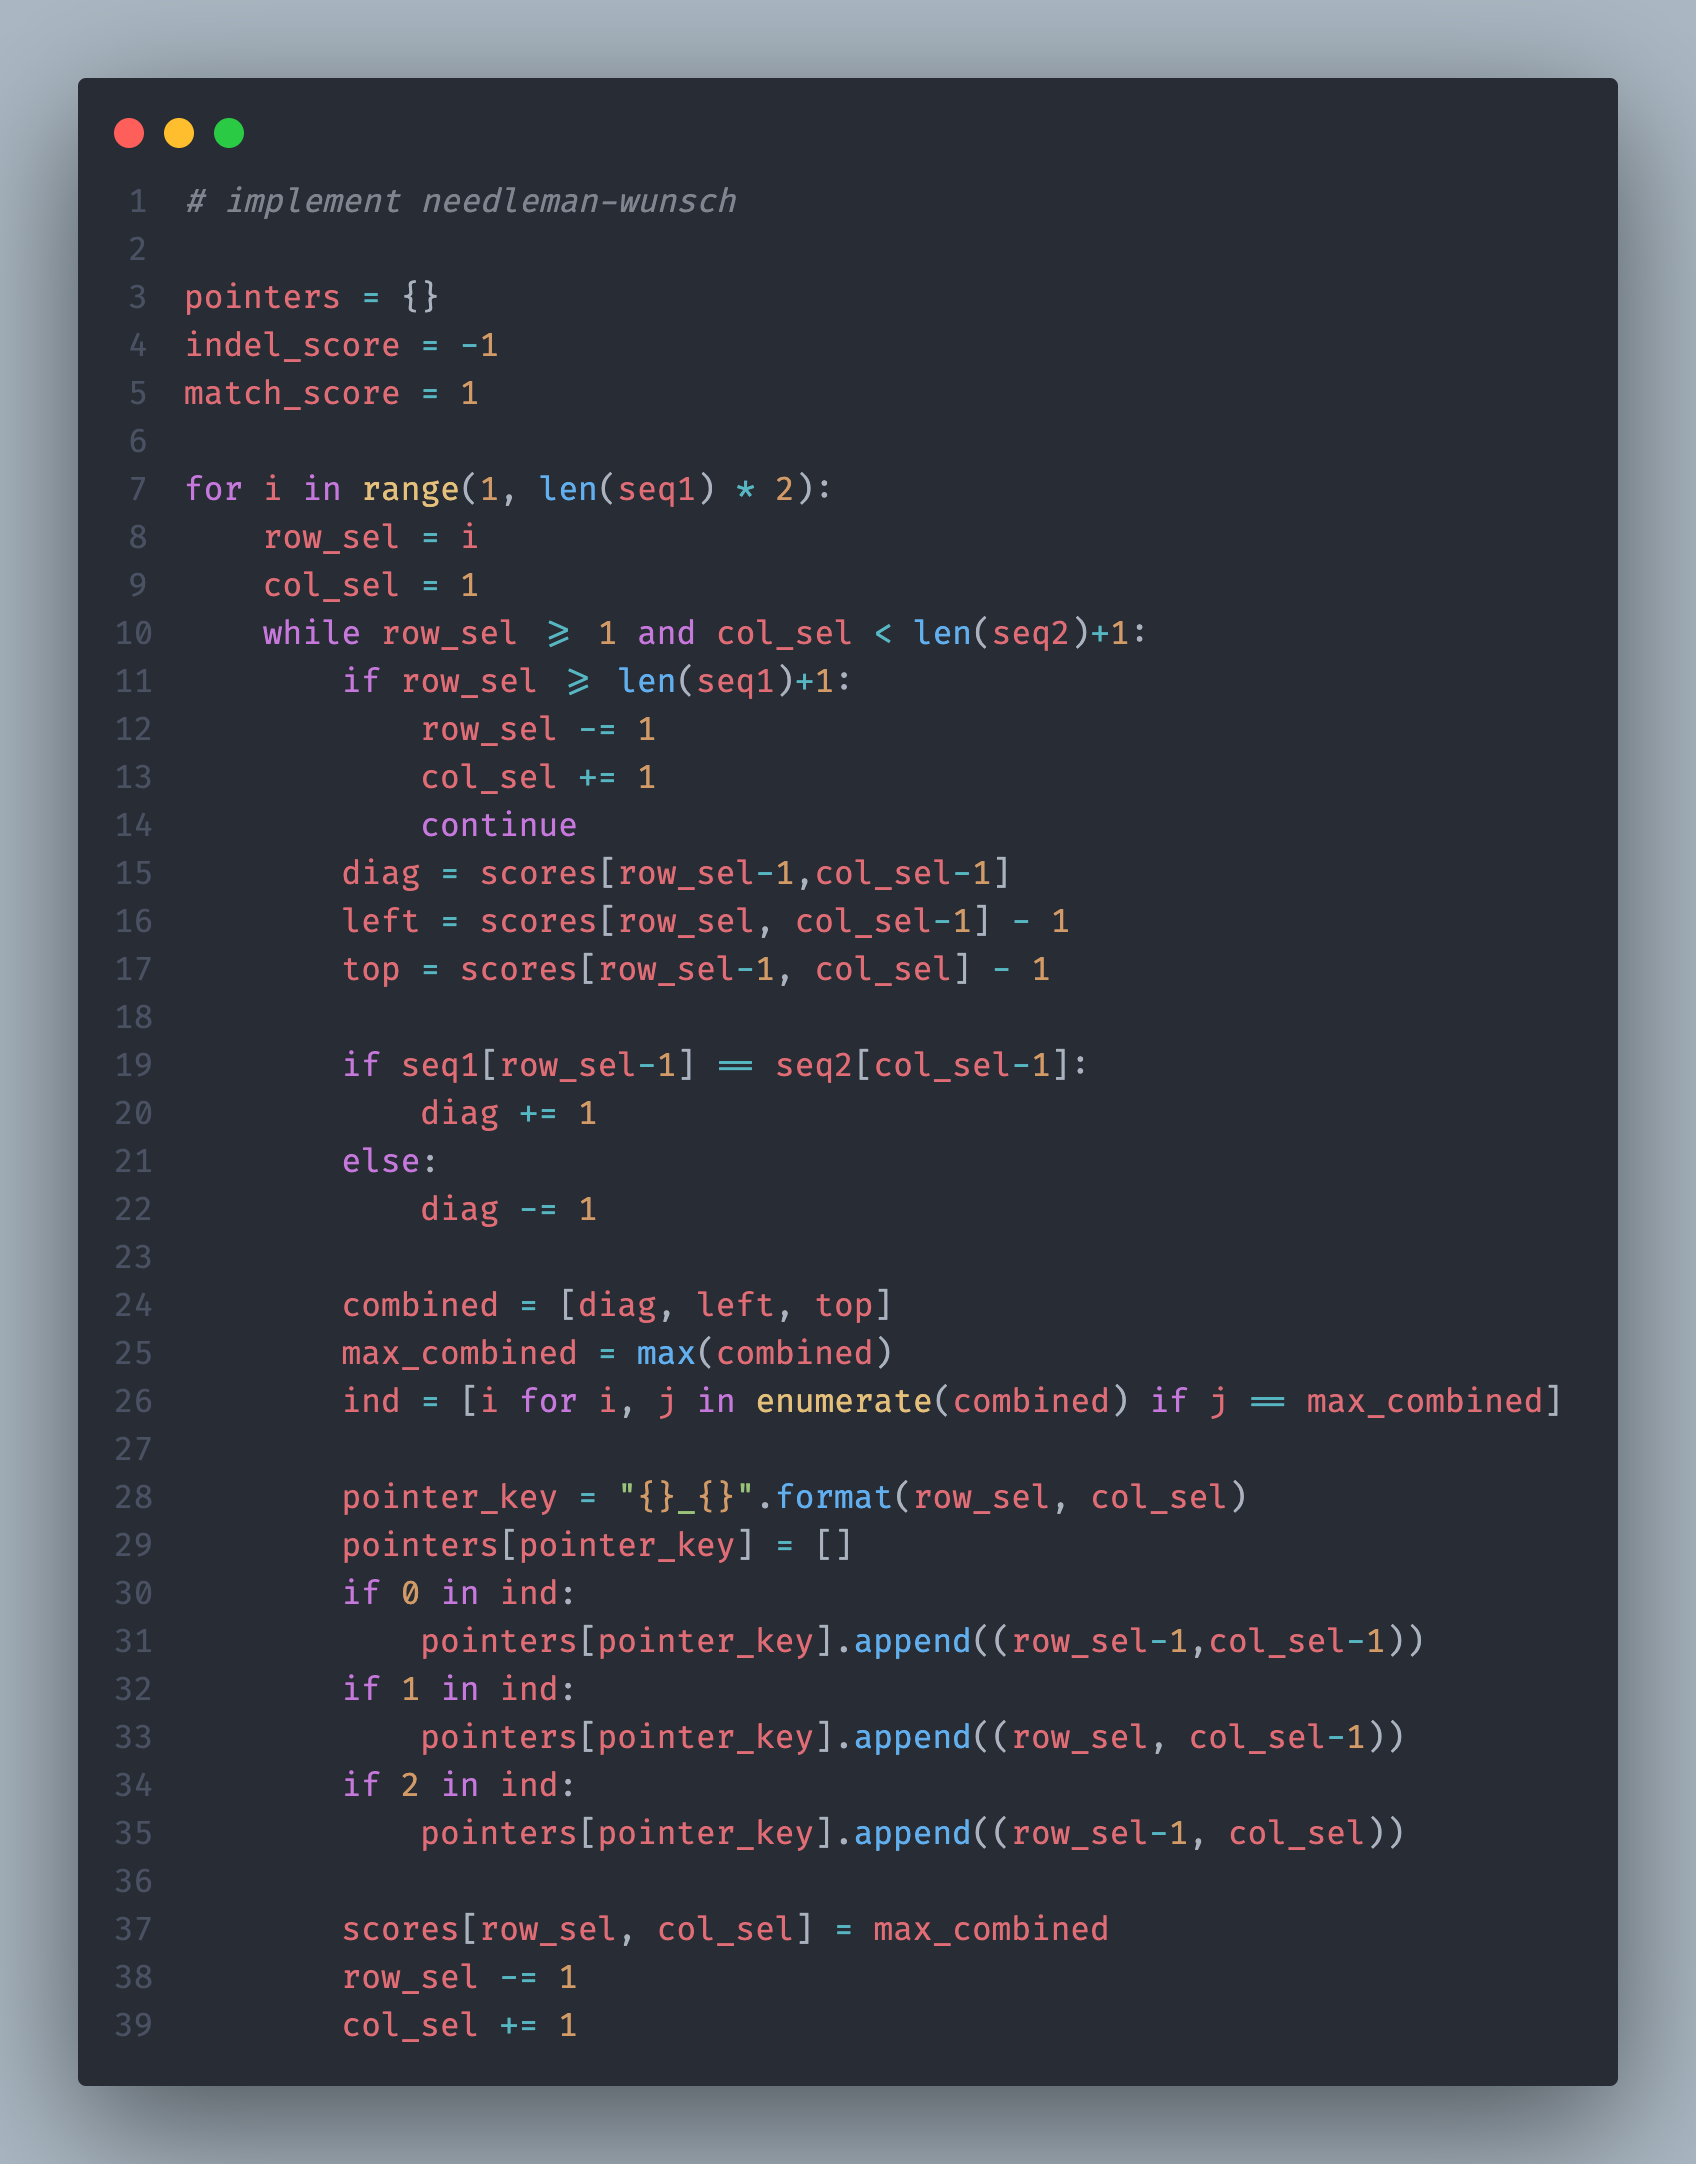 1 # implement needleman-wunsch
2
3 pointers = {}
4 indel_score = -1
5 match_score = 1
6
7 for i in range(1, len(seq1) * 2):
8     row_sel = i
9     col_sel = 1
10     while row_sel >= 1 and col_sel < len(seq2)+1:
11         if row_sel >= len(seq1)+1:
12             row_sel -= 1
13             col_sel += 1
14             continue
15         diag = scores[row_sel-1,col_sel-1]
16         left = scores[row_sel, col_sel-1] - 1
17         top = scores[row_sel-1, col_sel] - 1
18
19         if seq1[row_sel-1] == seq2[col_sel-1]:
20             diag += 1
21         else:
22             diag -= 1
23
24         combined = [diag, left, top]
25         max_combined = max(combined)
26         ind = [i for i, j in enumerate(combined) if j == max_combined]
27
28         pointer_key = "{}_{}".format(row_sel, col_sel)
29         pointers[pointer_key] = []
30         if 0 in ind:
31             pointers[pointer_key].append((row_sel-1,col_sel-1))
32         if 1 in ind:
33             pointers[pointer_key].append((row_sel, col_sel-1))
34         if 2 in ind:
35             pointers[pointer_key].append((row_sel-1, col_sel))
36
37         scores[row_sel, col_sel] = max_combined
38         row_sel -= 1
39         col_sel += 1